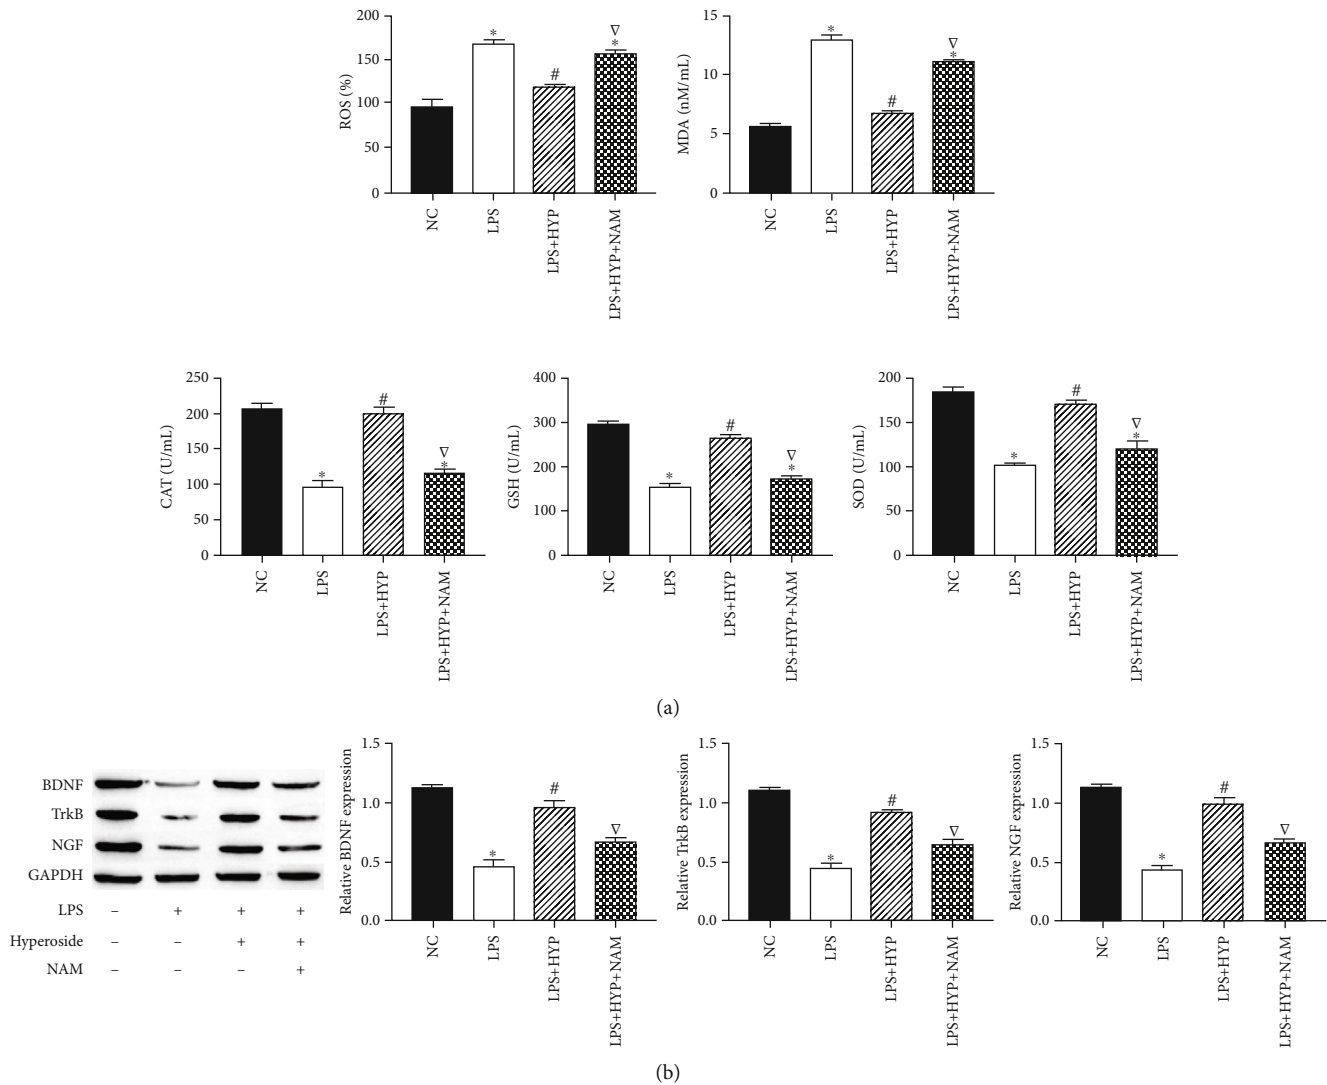 ROS (%)
200
150
100
50
0
*
#
∇
*
NC
LPS
LPS+HYP
LPS+HYP+NAM
MDA (nM/mL)
15
10
5
0
*
#
∇
*
NC
LPS
LPS+HYP
LPS+HYP+NAM
CAT (U/mL)
250
200
150
100
50
0
*
#
∇
*
NC
LPS
LPS+HYP
LPS+HYP+NAM
GSH (U/mL)
400
300
200
100
0
*
#
∇
*
NC
LPS
LPS+HYP
LPS+HYP+NAM
SOD (U/mL)
200
150
100
50
0
*
#
∇
*
NC
LPS
LPS+HYP
LPS+HYP+NAM
(a)
BDNF
TrkB
NGF
GAPDH
LPS – + + +
Hyperoside – – + +
NAM – – – +
Relative BDNF expression
1.5
1.0
0.5
0.0
*
#
∇
NC
LPS
LPS+HYP
LPS+HYP+NAM
Relative TrkB expression
1.5
1.0
0.5
0.0
*
#
∇
NC
LPS
LPS+HYP
LPS+HYP+NAM
Relative NGF expression
1.5
1.0
0.5
0.0
*
#
∇
NC
LPS
LPS+HYP
LPS+HYP+NAM
(b)